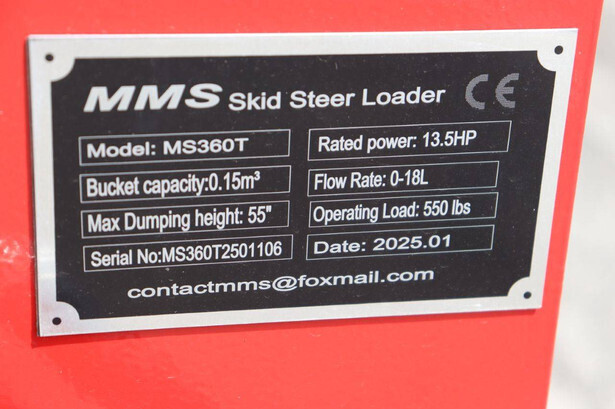 MMS Skid Steer Loader CE
Model: MS360T
Rated power: 13.5HP
Bucket capacity:0.15m³
Flow Rate: 0-18L
Max Dumping height: 55"
Operating Load: 550 lbs
Serial No:MS360T2501106
Date: 2025.01
contactmms@foxmail.com